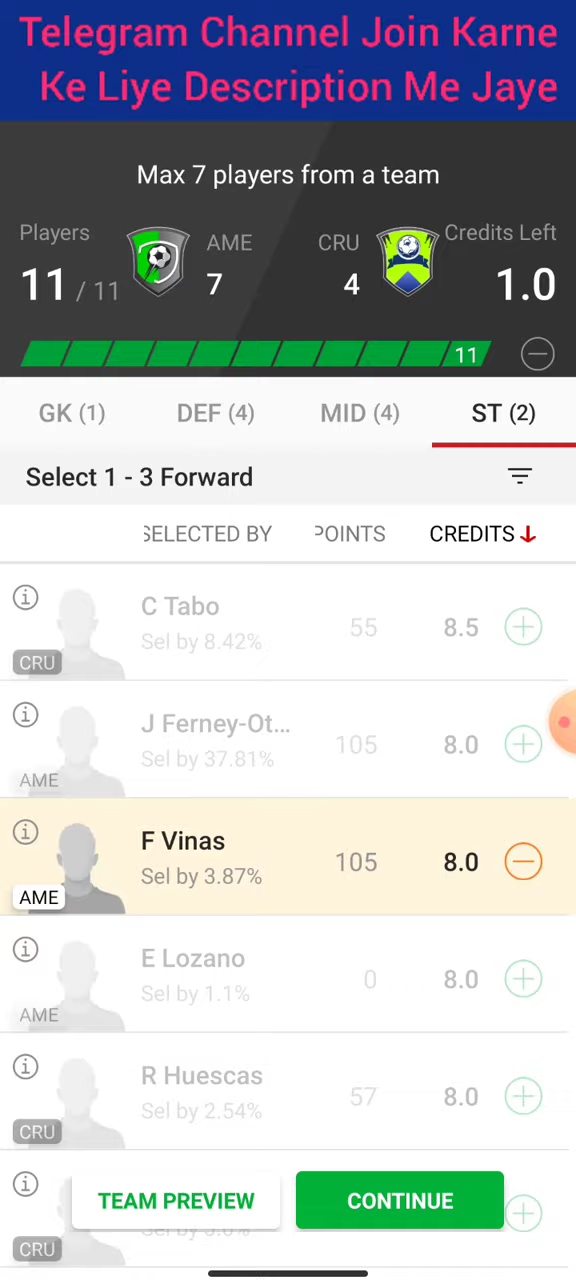 Telegram Channel Join Karne
Ke Liye Description Me Jaye
Max 7 players from a team
Players
AME
CRU
Credits Left
11 / 11
7
4
1.0
11
GK (1)
DEF (4)
MID (4)
ST (2)
Select 1 - 3 Forward
SELECTED BY
POINTS
CREDITS
C Tabo
Sel by 8.42%
55
8.5
CRU
J Ferney-Ot...
Sel by 37.81%
105
8.0
AME
F Vinas
Sel by 3.87%
105
8.0
AME
E Lozano
Sel by 1.1%
0
8.0
AME
R Huescas
Sel by 2.54%
57
8.0
CRU
TEAM PREVIEW
CONTINUE
CRU